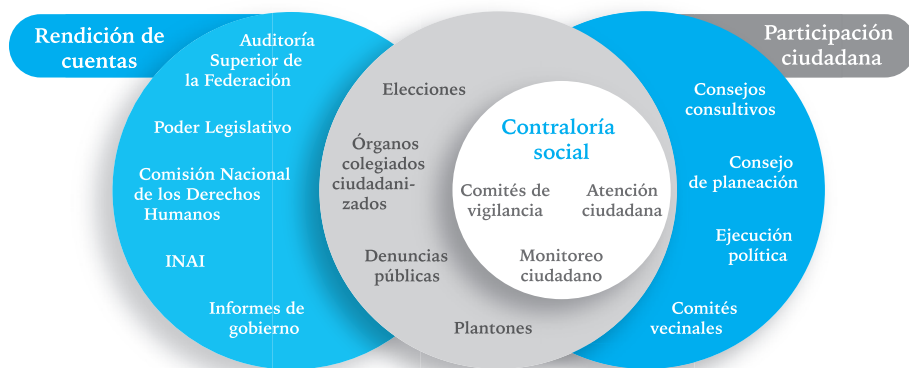 Rendición de
cuentas
Auditoría
Superior de
la Federación
Poder Legislativo
Comisión Nacional
de los Derechos
Humanos
INAI
Informes de
gobierno
Elecciones
Órganos
colegiados
ciudadani-
zados
Denuncias
públicas
Plantones
Contraloría
social
Comités de
vigilancia
Atención
ciudadana
Monitoreo
ciudadano
Participación
ciudadana
Consejos
consultivos
Consejo
de planeación
Ejecución
política
Comités
vecinales